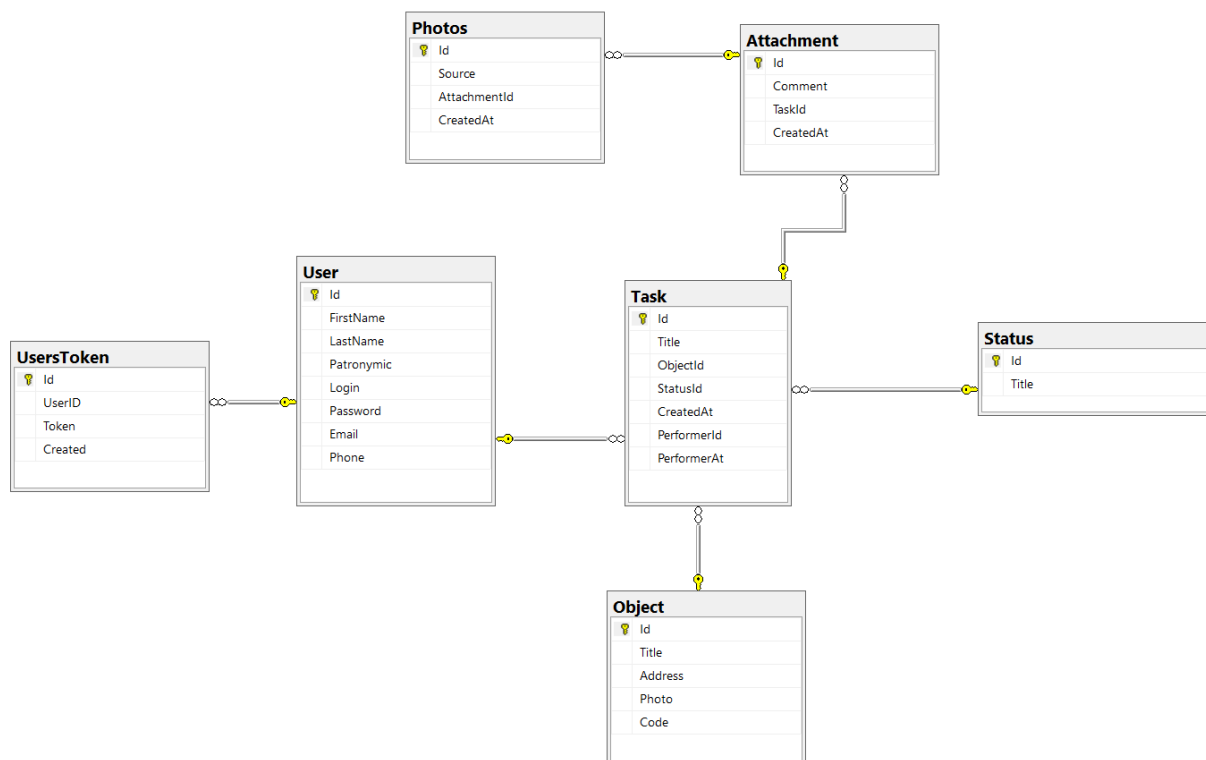 Photos
Id
Source
AttachmentId
CreatedAt
Attachment
Id
Comment
TaskId
CreatedAt
User
Id
FirstName
LastName
Patronymic
Login
Password
Email
Phone
Task
Id
Title
ObjectId
StatusId
CreatedAt
PerformerId
PerformerAt
Status
Id
Title
UsersToken
Id
UserID
Token
Created
Object
Id
Title
Address
Photo
Code